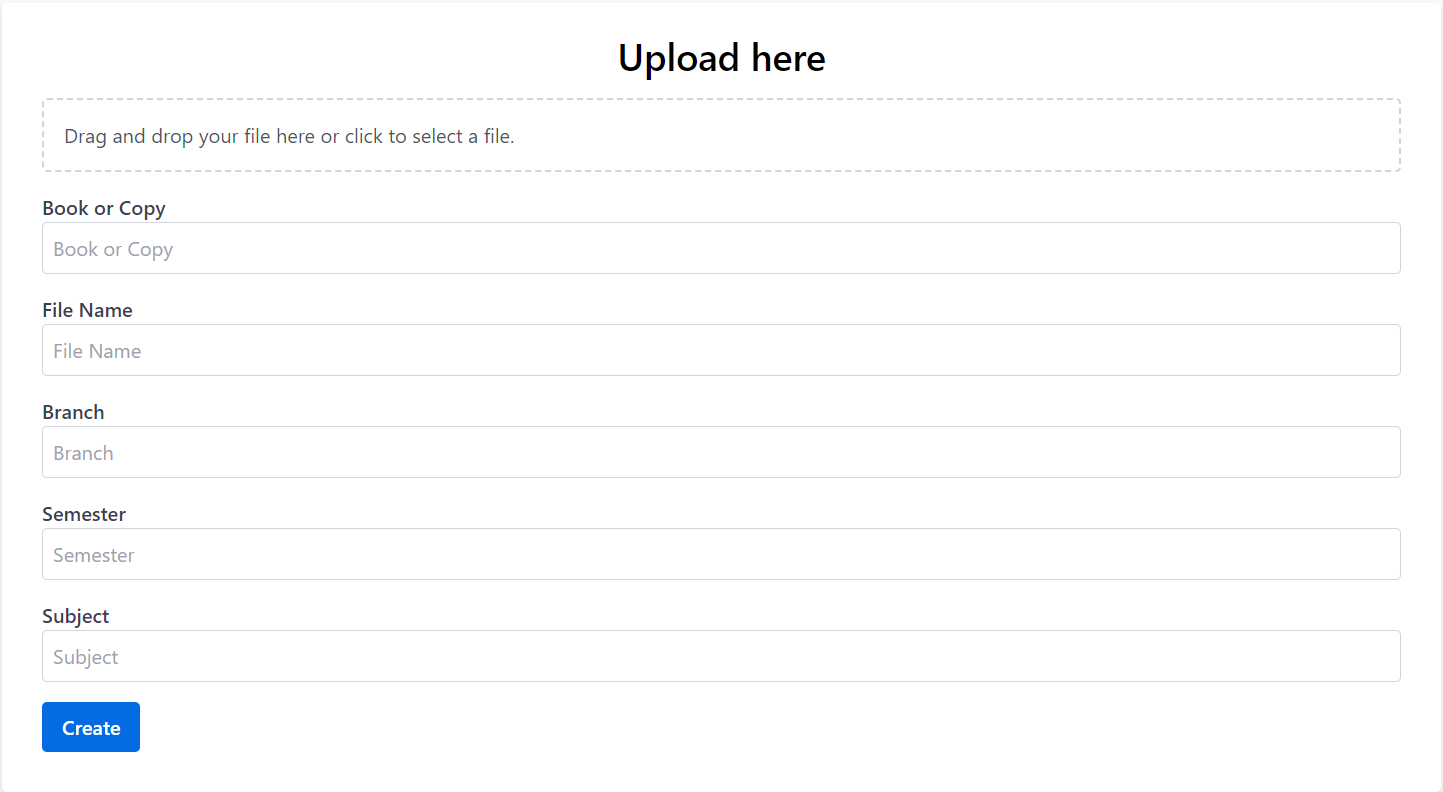 Upload here
Drag and drop your file here or click to select a file.
Book or Copy
Book or Copy
File Name
File Name
Branch
Branch
Semester
Semester
Subject
Subject
Create